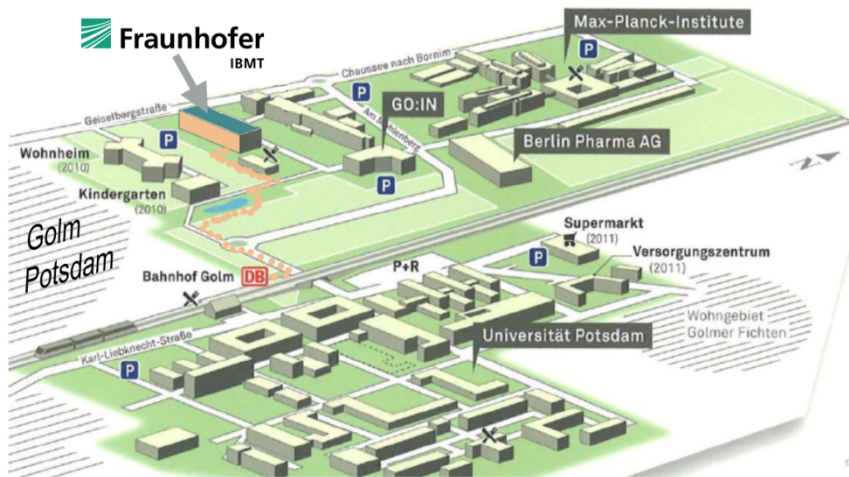 Fraunhofer
IBMT
Max-Planck-Institute
P
Chaussee nach Bornim
P
GO:IN
Geiselbergstraße
Am Mühlenberg
P
Berlin Pharma AG
Wohnheim
(2010)
P
Kindergarten
(2010)
Golm
Potsdam
Supermarkt
(2011)
Versorgungszentrum
(2011)
P
P+R
Bahnhof Golm
DB
Wohngebiet
Golmer Fichten
Universität Potsdam
Karl-Liebknecht-Straße
P